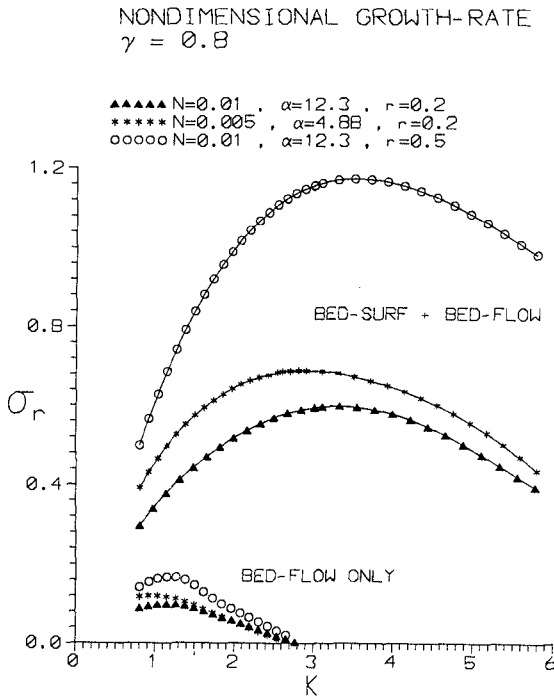 NONDIMENSIONAL GROWTH-RATE
γ = 0.8
▲▲▲▲▲ N=0.01 , α=12.3 , r=0.2
***** N=0.005 , α=4.88 , r=0.2
○○○○○ N=0.01 , α=12.3 , r=0.5
1.2
0.8
BED-SURF + BED-FLOW
σr
0.4
BED-FLOW ONLY
0.0
0 1 2 3 4 5 6
K